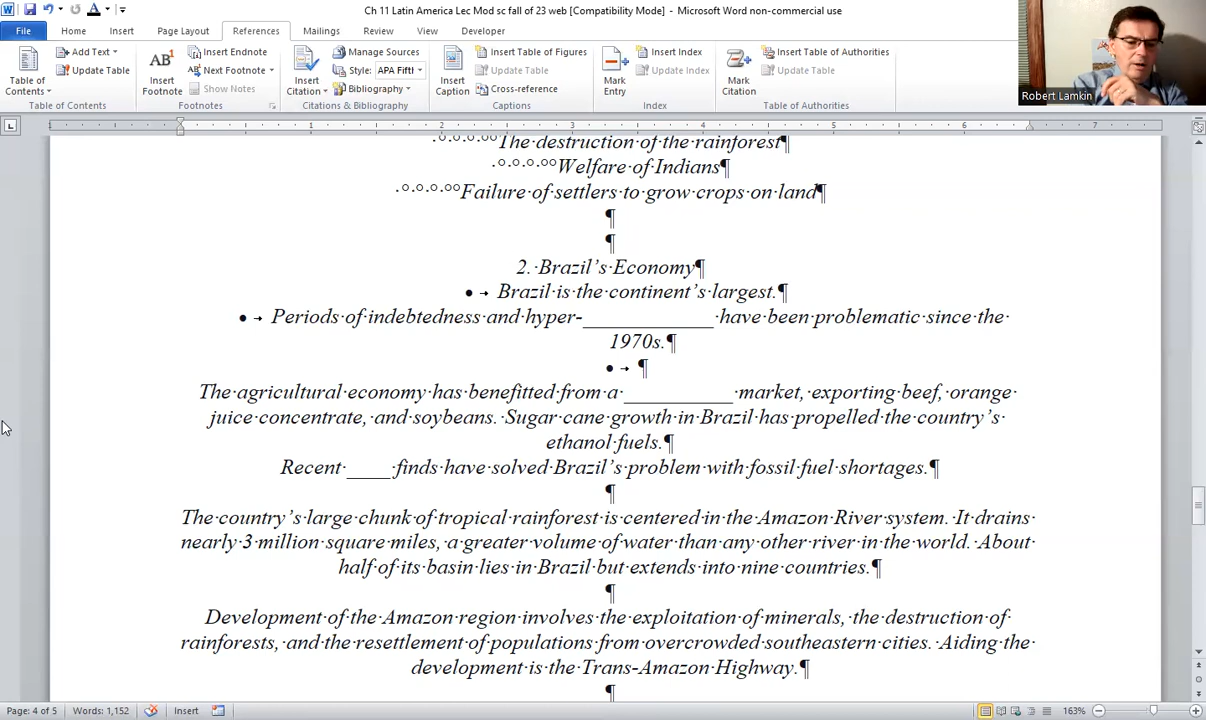 Ch 11 Latin America Lec Mod sc fall of 23 web [Compatibility Mode] - Microsoft Word non-commercial use
File Home Insert Page Layout References Mailings Review View Developer
Table of Contents
Add Text
Update Table
Table of Contents
AB¹ Insert Footnote
Insert Endnote
Next Footnote
Show Notes
Footnotes
Insert Citation
Manage Sources
Style: APA Fifth
Bibliography
Citations & Bibliography
Insert Caption
Insert Table of Figures
Update Table
Cross-reference
Captions
Mark Entry
Insert Index
Update Index
Index
Mark Citation
Insert Table of Authorities
Update Table
Table of Authorities
Robert Lamkin
1 1 2 3 4 5 6 7
The destruction of the rainforest¶
Welfare of Indians¶
Failure of settlers to grow crops on land¶
¶
¶
2. Brazil’s Economy¶
• → Brazil is the continent’s largest.¶
• → Periods of indebtedness and hyper-____________ have been problematic since the
1970s.¶
• → ¶
The agricultural economy has benefitted from a __________ market, exporting beef, orange
juice concentrate, and soybeans. Sugar cane growth in Brazil has propelled the country’s
ethanol fuels.¶
Recent ____ finds have solved Brazil’s problem with fossil fuel shortages.¶
¶
The country’s large chunk of tropical rainforest is centered in the Amazon River system. It drains
nearly 3 million square miles, a greater volume of water than any other river in the world. About
half of its basin lies in Brazil but extends into nine countries.¶
¶
Development of the Amazon region involves the exploitation of minerals, the destruction of
rainforests, and the resettlement of populations from overcrowded southeastern cities. Aiding the
development is the Trans-Amazon Highway.¶
¶
Page: 4 of 5 Words: 1,152 Insert 163%